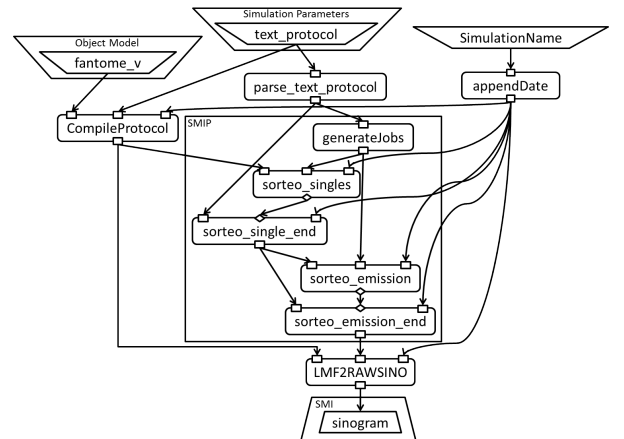 Simulation Parameters
text_protocol
Object Model
fantome_v
SimulationName
parse_text_protocol
appendDate
CompileProtocol
SMIP
generateJobs
sorteo_singles
sorteo_single_end
sorteo_emission
sorteo_emission_end
LMF2RAWSINO
SMI
sinogram